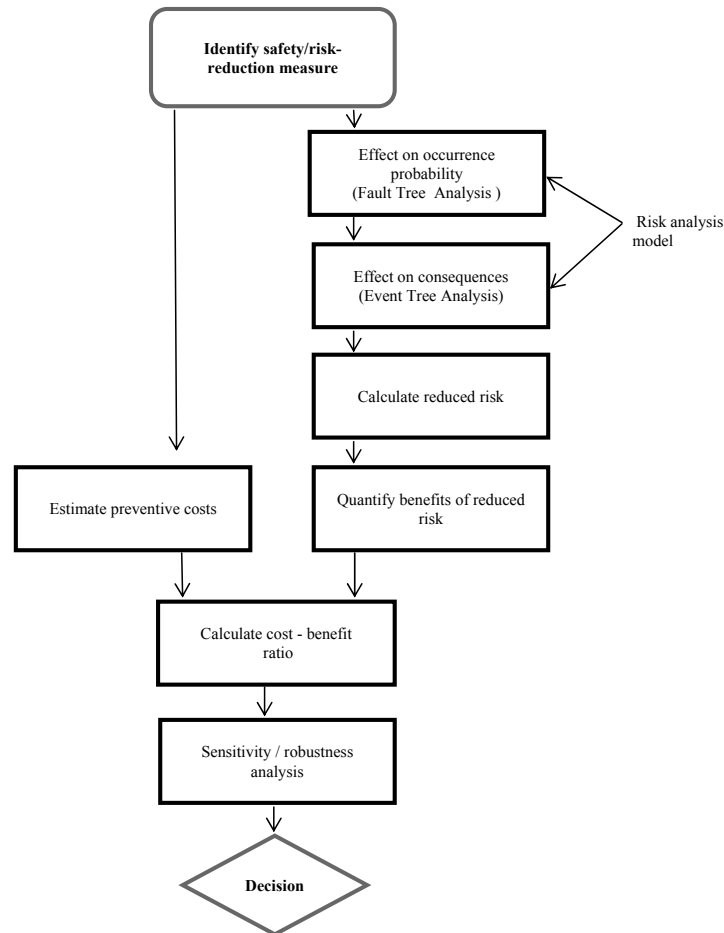 Identify safety/risk-
reduction measure
Effect on occurrence
probability
(Fault Tree Analysis )
Risk analysis
model
Effect on consequences
(Event Tree Analysis)
Calculate reduced risk
Estimate preventive costs
Quantify benefits of reduced
risk
Calculate cost - benefit
ratio
Sensitivity / robustness
analysis
Decision